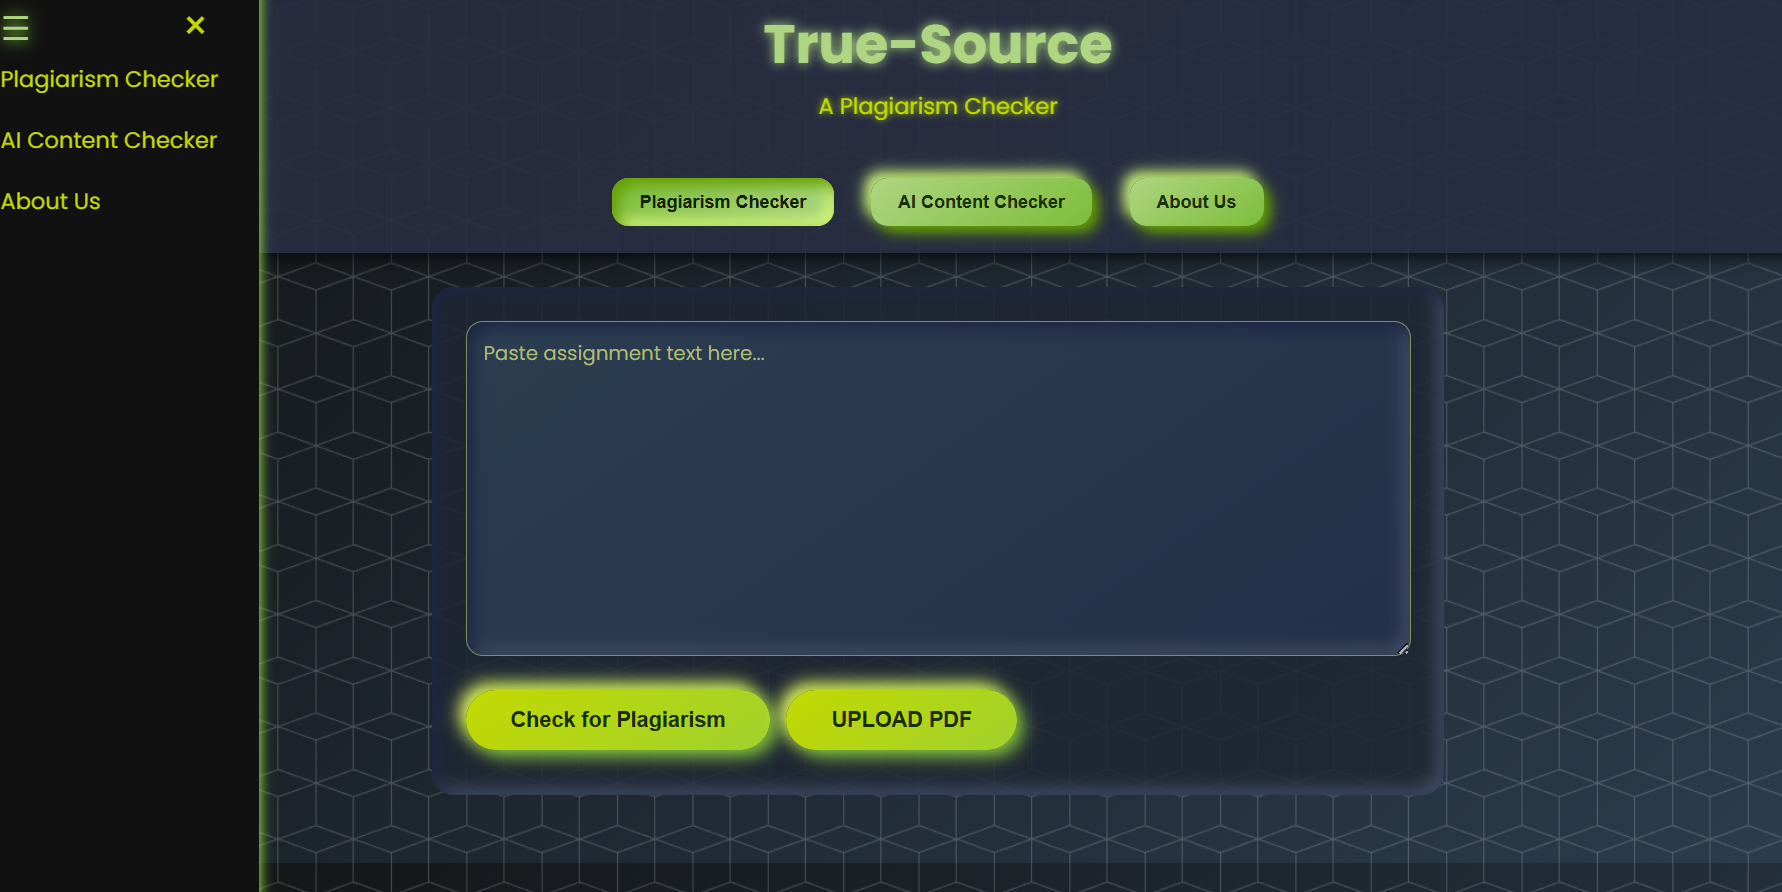 ☰ ×
Plagiarism Checker
AI Content Checker
About Us
True-Source
A Plagiarism Checker
Plagiarism Checker AI Content Checker About Us
Paste assignment text here...
Check for Plagiarism UPLOAD PDF